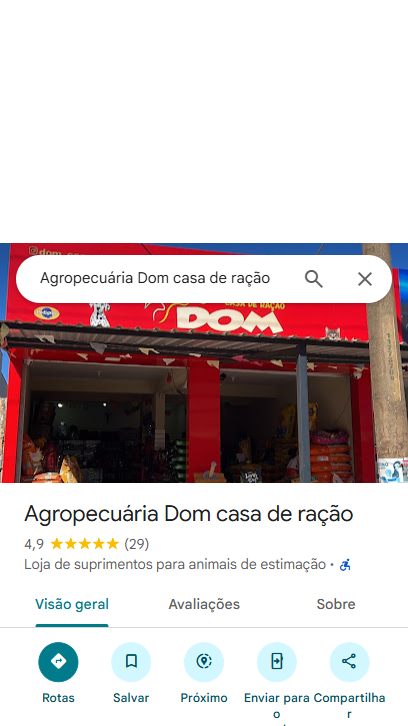 Agropecuária Dom casa de ração
CASA DE RAÇÃO
DOM
Agropecuária Dom casa de ração
4,9 (29)
Loja de suprimentos para animais de estimação ·
Visão geral Avaliações Sobre
Rotas Salvar Próximo Enviar para o Compartilhar